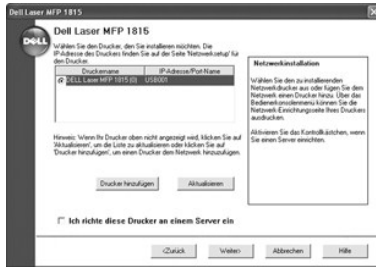 Dell Laser MFP 1815
DELL
Dell Laser MFP 1815
Wählen Sie den Drucker, den Sie installieren möchten. Die
IP-Adresse des Druckers finden Sie auf der Seite 'Netzwerksetup' für
den Drucker.
Druckername IP-Adresse/Port-Name
DELL Laser MFP 1815 (0) USB001
Hinweis: Wenn Ihr Drucker oben nicht angezeigt wird, klicken Sie auf
'Aktualisieren', um die Liste zu aktualisieren oder klicken Sie auf
'Drucker hinzufügen', um einen Drucker dem Netzwerk hinzuzufügen.
Drucker hinzufügen Aktualisieren
Ich richte diese Drucker an einem Server ein
Netzwerkinstallation
Wählen Sie den zu installierenden
Netzwerkdrucker aus oder fügen Sie dem
Netzwerk einen Drucker hinzu. Über das
Bedienerkonsolenmenü können Sie die
Netzwerk-Einrichtungsseite Ihres Druckers
ausdrucken.
Aktivieren Sie das Kontrollkästchen, wenn
Sie einen Server einrichten.
<Zurück Weiter> Abbrechen Hilfe